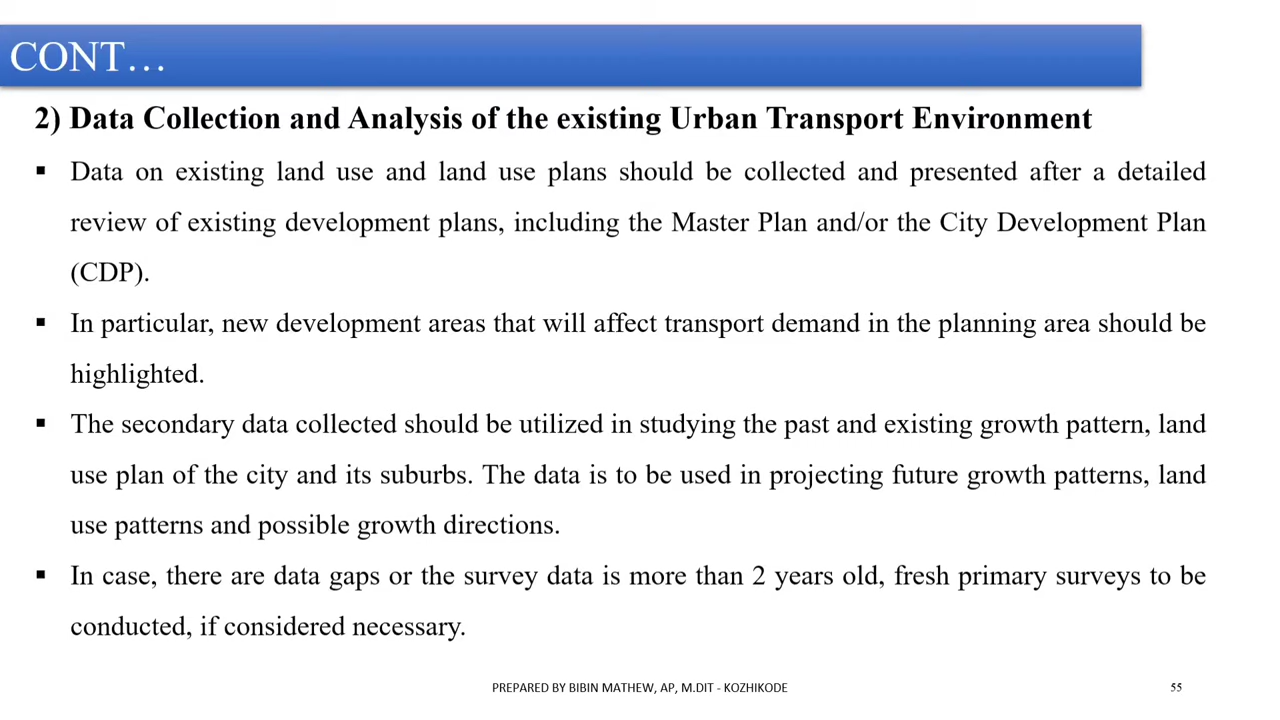 CONT…
2) Data Collection and Analysis of the existing Urban Transport Environment
▪ Data on existing land use and land use plans should be collected and presented after a detailed
review of existing development plans, including the Master Plan and/or the City Development Plan
(CDP).
▪ In particular, new development areas that will affect transport demand in the planning area should be
highlighted.
▪ The secondary data collected should be utilized in studying the past and existing growth pattern, land
use plan of the city and its suburbs. The data is to be used in projecting future growth patterns, land
use patterns and possible growth directions.
▪ In case, there are data gaps or the survey data is more than 2 years old, fresh primary surveys to be
conducted, if considered necessary.
PREPARED BY BIBIN MATHEW, AP, M.DIT - KOZHIKODE
55